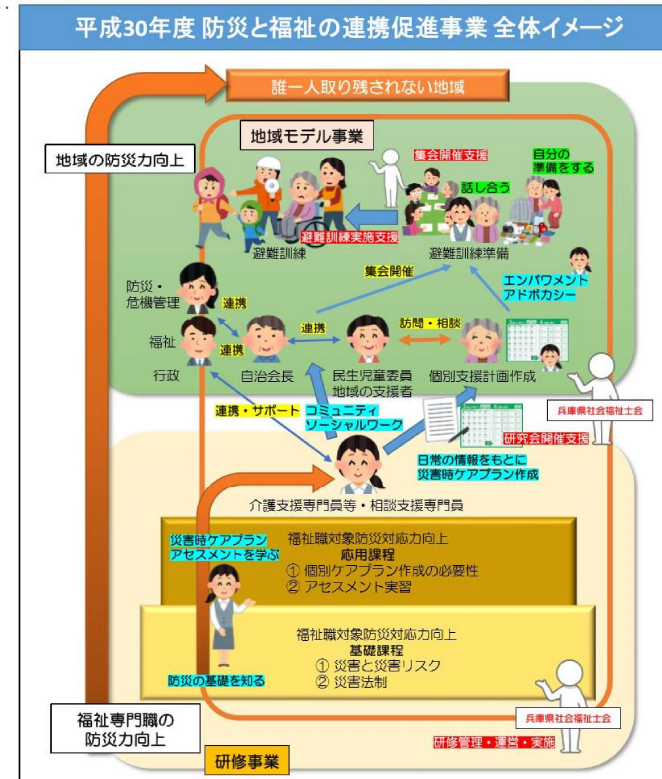 平成30年度 防災と福祉の連携促進事業 全体イメージ
誰一人取り残されない地域
地域モデル事業
地域の防災力向上
集会開催支援
自分の
準備をする
話し合う
避難訓練実施支援
避難訓練
避難訓練準備
集会開催
エンパワメント
アドボカシー
防災・
危機管理
連携
福祉
連携
連携
訪問・相談
行政
自治会長
民生児童委員
地域の支援者
個別支援計画作成
兵庫県社会福祉士会
連携・サポート
コミュニティ
ソーシャルワーク
研究会開催支援
日常の情報をもとに
災害時ケアプラン作成
介護支援専門員等・相談支援専門員
災害時ケアプラン
アセスメントを学ぶ
福祉職対象防災対応力向上
応用課程
① 個別ケアプラン作成の必要性
② アセスメント実習
福祉職対象防災対応力向上
基礎課程
① 災害と災害リスク
② 災害法制
防災の基礎を知る
福祉専門職の
防災力向上
兵庫県社会福祉士会
研修管理・運営・実施
研修事業